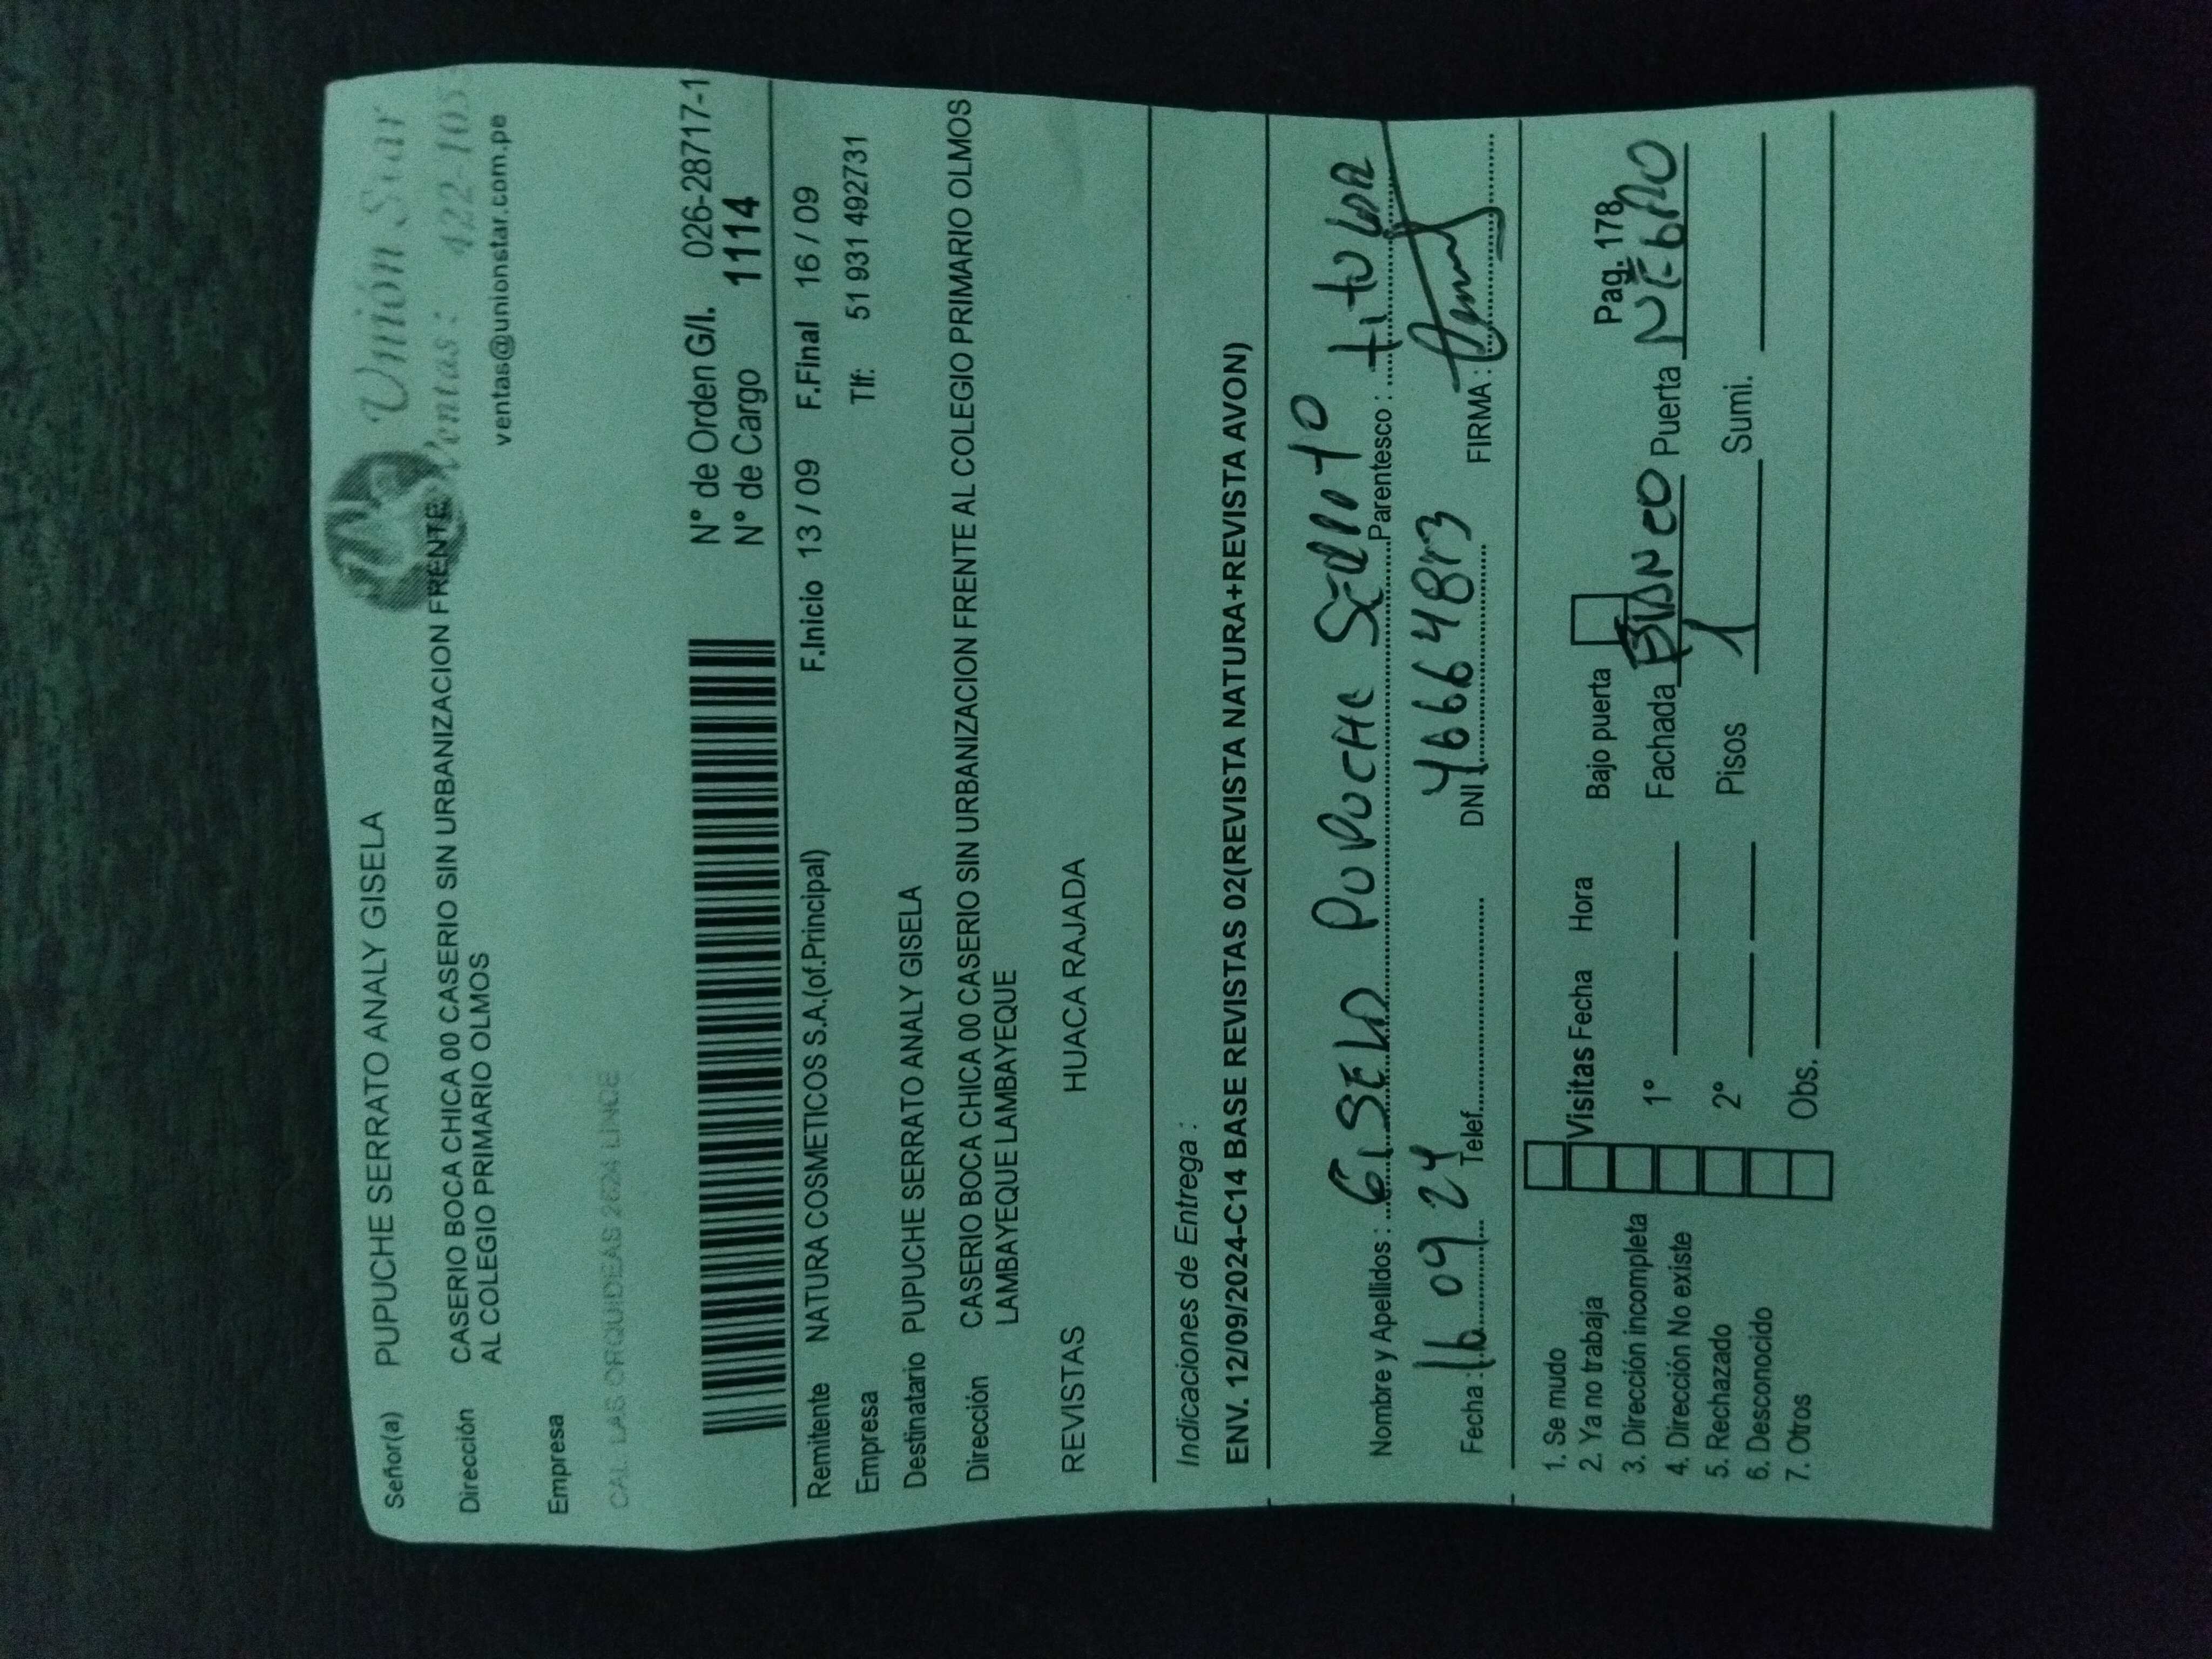 Unión Star
Ventas: 422-105
ventas@unionstar.com.pe
Señor(a) PUPUCHE SERRATO ANALY GISELA
Dirección CASERIO BOCA CHICA 00 CASERIO SIN URBANIZACION FRENTE
AL COLEGIO PRIMARIO OLMOS
Empresa
CAL LAS ORQUIDEAS 2624 LINCE
N° de Orden G/I. 026-28717-1
N° de Cargo 1114
Remitente NATURA COSMETICOS S.A.(of.Principal) F.Inicio 13 / 09 F.Final 16 / 09
Empresa Tlf: 51 931 492731
Destinatario PUPUCHE SERRATO ANALY GISELA
Dirección CASERIO BOCA CHICA 00 CASERIO SIN URBANIZACION FRENTE AL COLEGIO PRIMARIO OLMOS
LAMBAYEQUE LAMBAYEQUE
REVISTAS HUACA RAJADA
Indicaciones de Entrega :
ENV. 12/09/2024-C14 BASE REVISTAS 02(REVISTA NATURA+REVISTA AVON)
Nombre y Apellidos : GISELA PUPUCHE Parentesco : titular
Fecha : 16 09 24 Telef. DNI FIRMA :
1. Se mudo
2. Ya no trabaja
3. Dirección incompleta
4. Dirección No existe
5. Rechazado
6. Desconocido
7. Otros
Visitas Fecha Hora Bajo puerta Pag. 178
1° Fachada BLANCO Puerta NEGRO
2° Pisos 1 Sumi.
Obs.